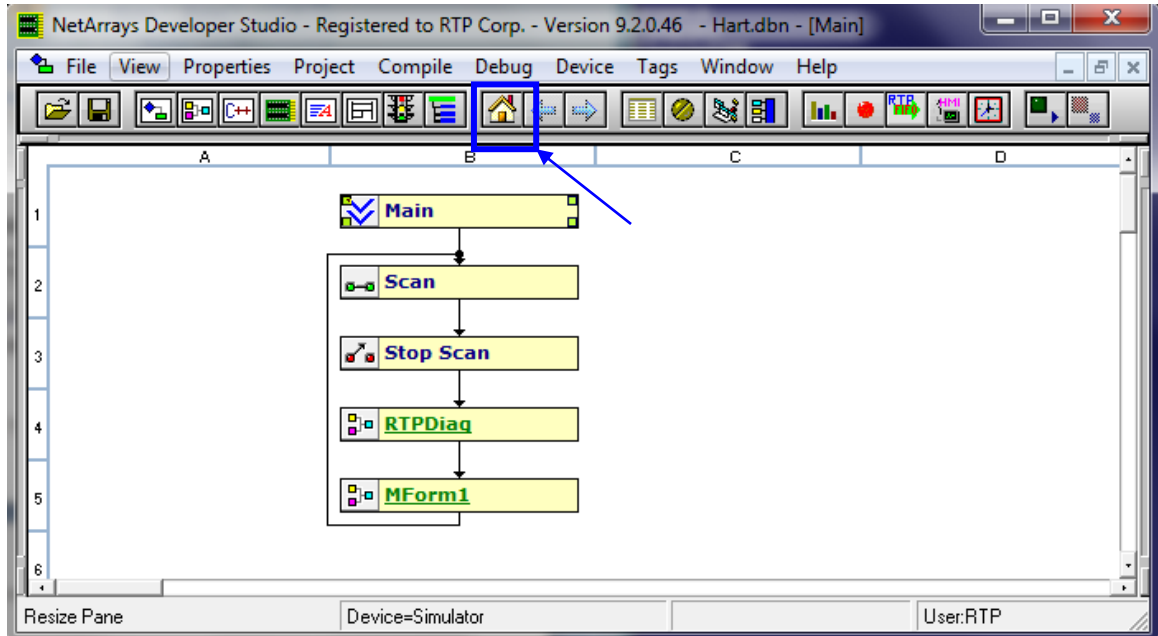 NetArrays Developer Studio - Registered to RTP Corp. - Version 9.2.0.46 - Hart.dbn - [Main]
File View Properties Project Compile Debug Device Tags Window Help
C++ RTP FIFO HMI
A B C D
1 Main
2 Scan
3 Stop Scan
4 RTPDiag
5 MForm1
6
Resize Pane Device=Simulator User:RTP